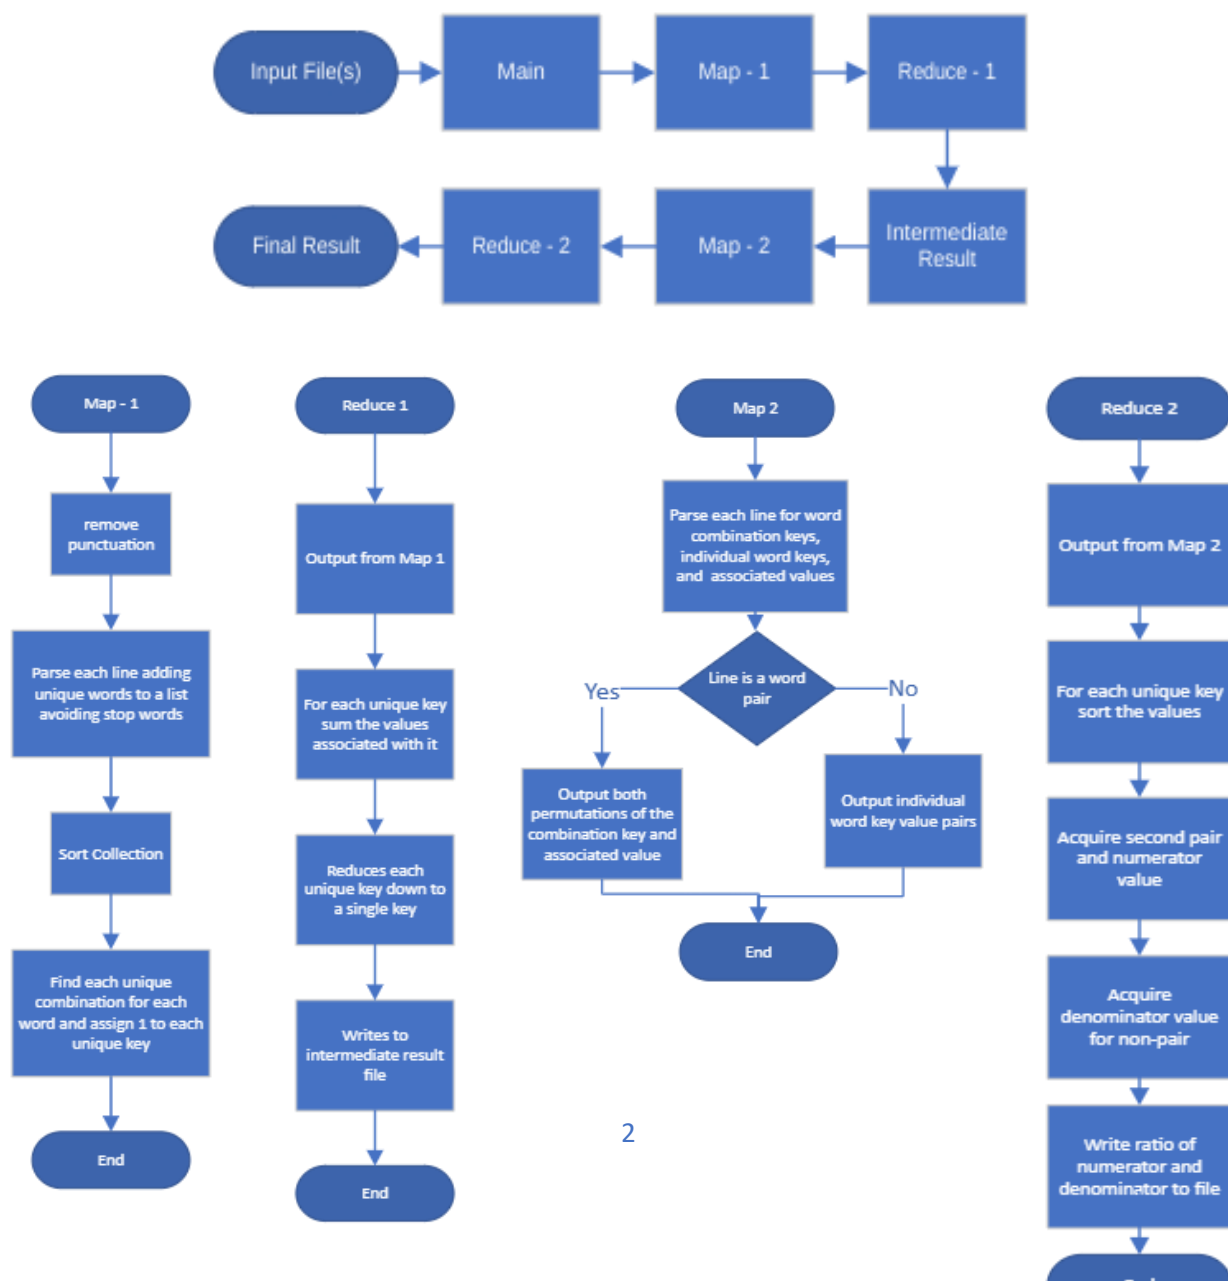 Input File(s)
Main
Map - 1
Reduce - 1
Intermediate
Result
Map - 2
Reduce - 2
Final Result
Map - 1
remove
punctuation
Parse each line adding
unique words to a list
avoiding stop words
Sort Collection
Find each unique
combination for each
word and assign 1 to each
unique key
End
Reduce 1
Output from Map 1
For each unique key
sum the values
associated with it
Reduces each
unique key down to
a single key
Writes to
intermediate result
file
End
Map 2
Parse each line for word
combination keys,
individual word keys,
and associated values
Line is a word
pair
Yes
No
Output both
permutations of the
combination key and
associated value
Output individual
word key value pairs
End
Reduce 2
Output from Map 2
For each unique key
sort the values
Acquire second pair
and numerator
value
Acquire
denominator value
for non-pair
Write ratio of
numerator and
denominator to file
2